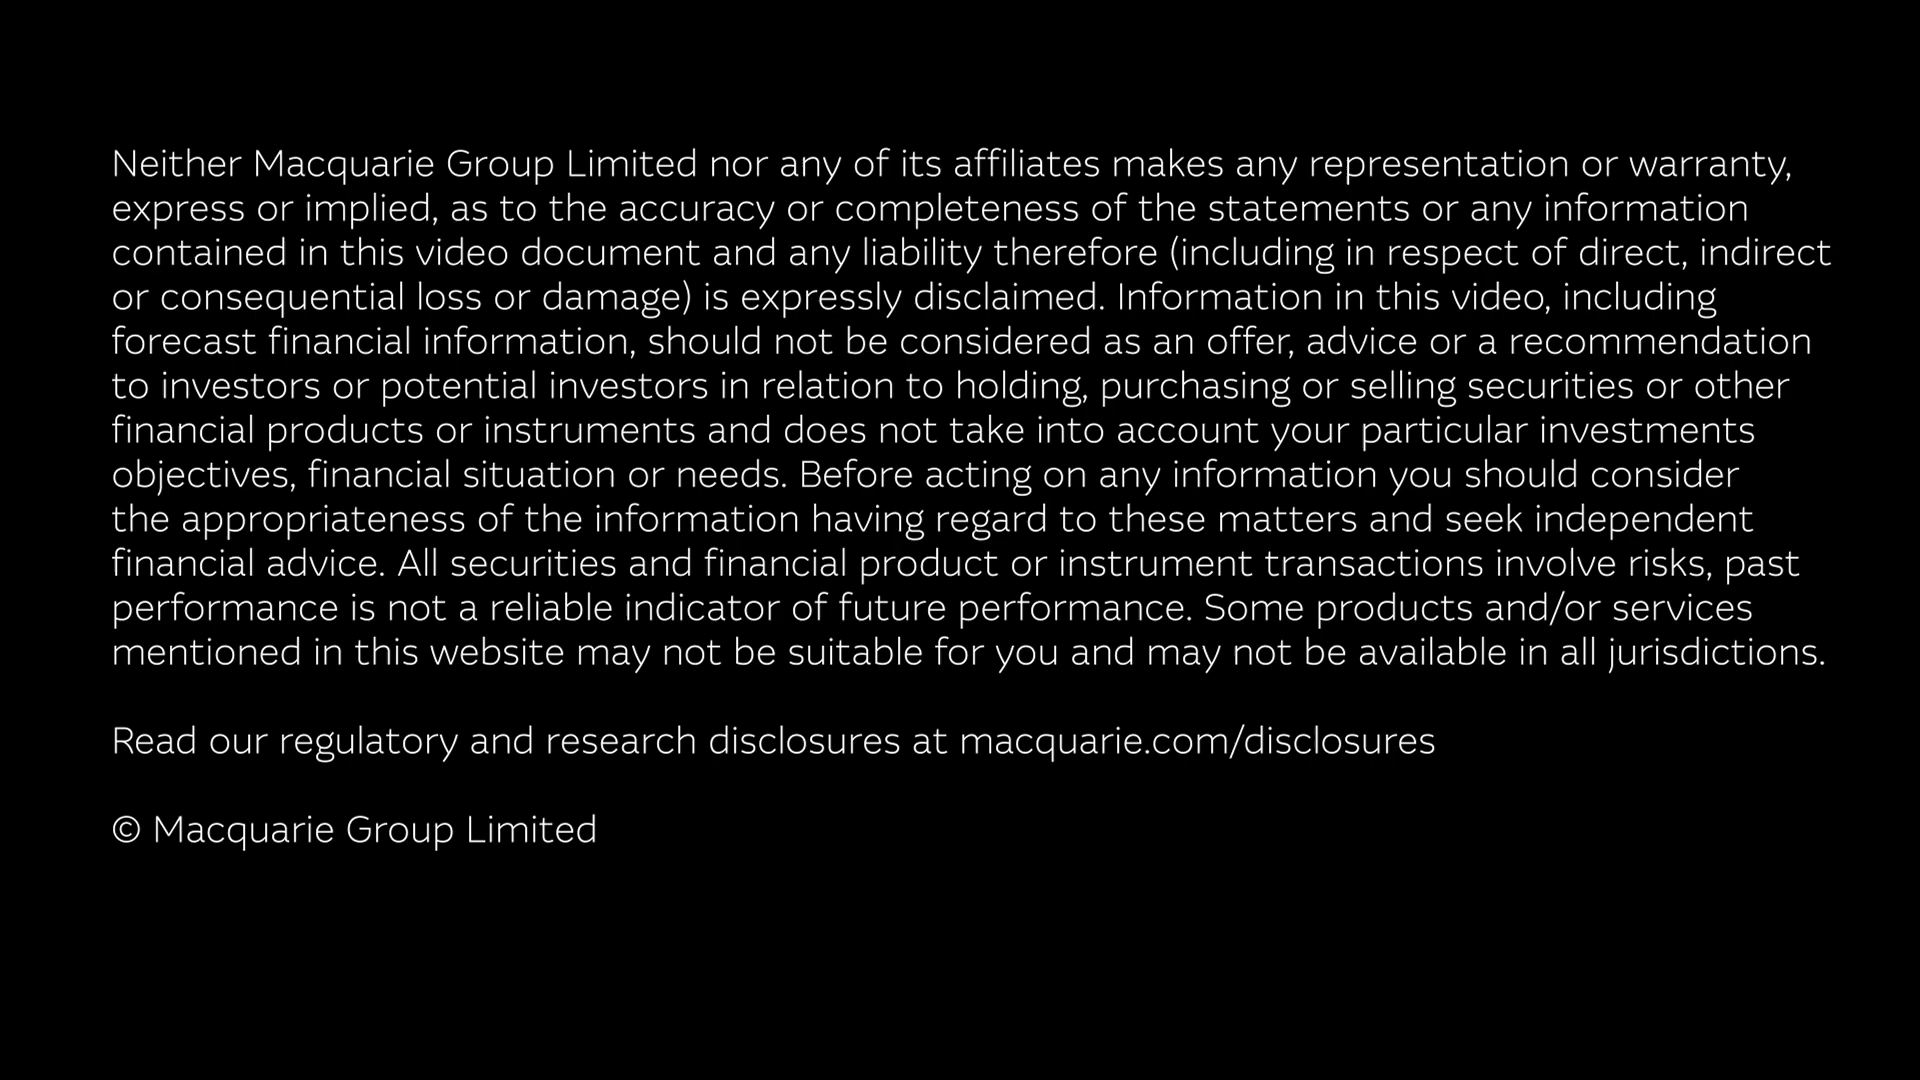 Neither Macquarie Group Limited nor any of its affiliates makes any representation or warranty,
express or implied, as to the accuracy or completeness of the statements or any information
contained in this video document and any liability therefore (including in respect of direct, indirect
or consequential loss or damage) is expressly disclaimed. Information in this video, including
forecast financial information, should not be considered as an offer, advice or a recommendation
to investors or potential investors in relation to holding, purchasing or selling securities or other
financial products or instruments and does not take into account your particular investments
objectives, financial situation or needs. Before acting on any information you should consider
the appropriateness of the information having regard to these matters and seek independent
financial advice. All securities and financial product or instrument transactions involve risks, past
performance is not a reliable indicator of future performance. Some products and/or services
mentioned in this website may not be suitable for you and may not be available in all jurisdictions.
Read our regulatory and research disclosures at macquarie.com/disclosures
© Macquarie Group Limited